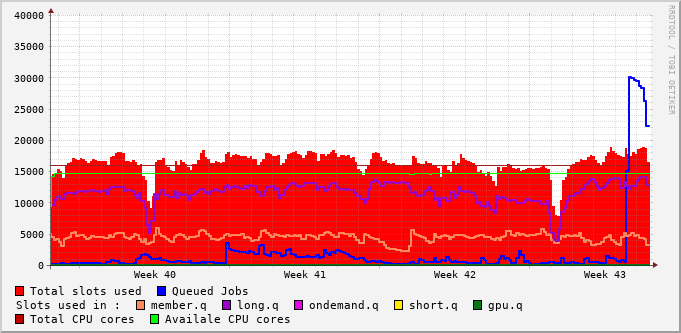 40000
35000
30000
25000
20000
15000
10000
5000
0
Week 40 Week 41 Week 42 Week 43
RRDTOOL / TOBI OETIKER
Total slots used Queued Jobs
Slots used in : member.q long.q ondemand.q short.q gpu.q
Total CPU cores Availale CPU cores